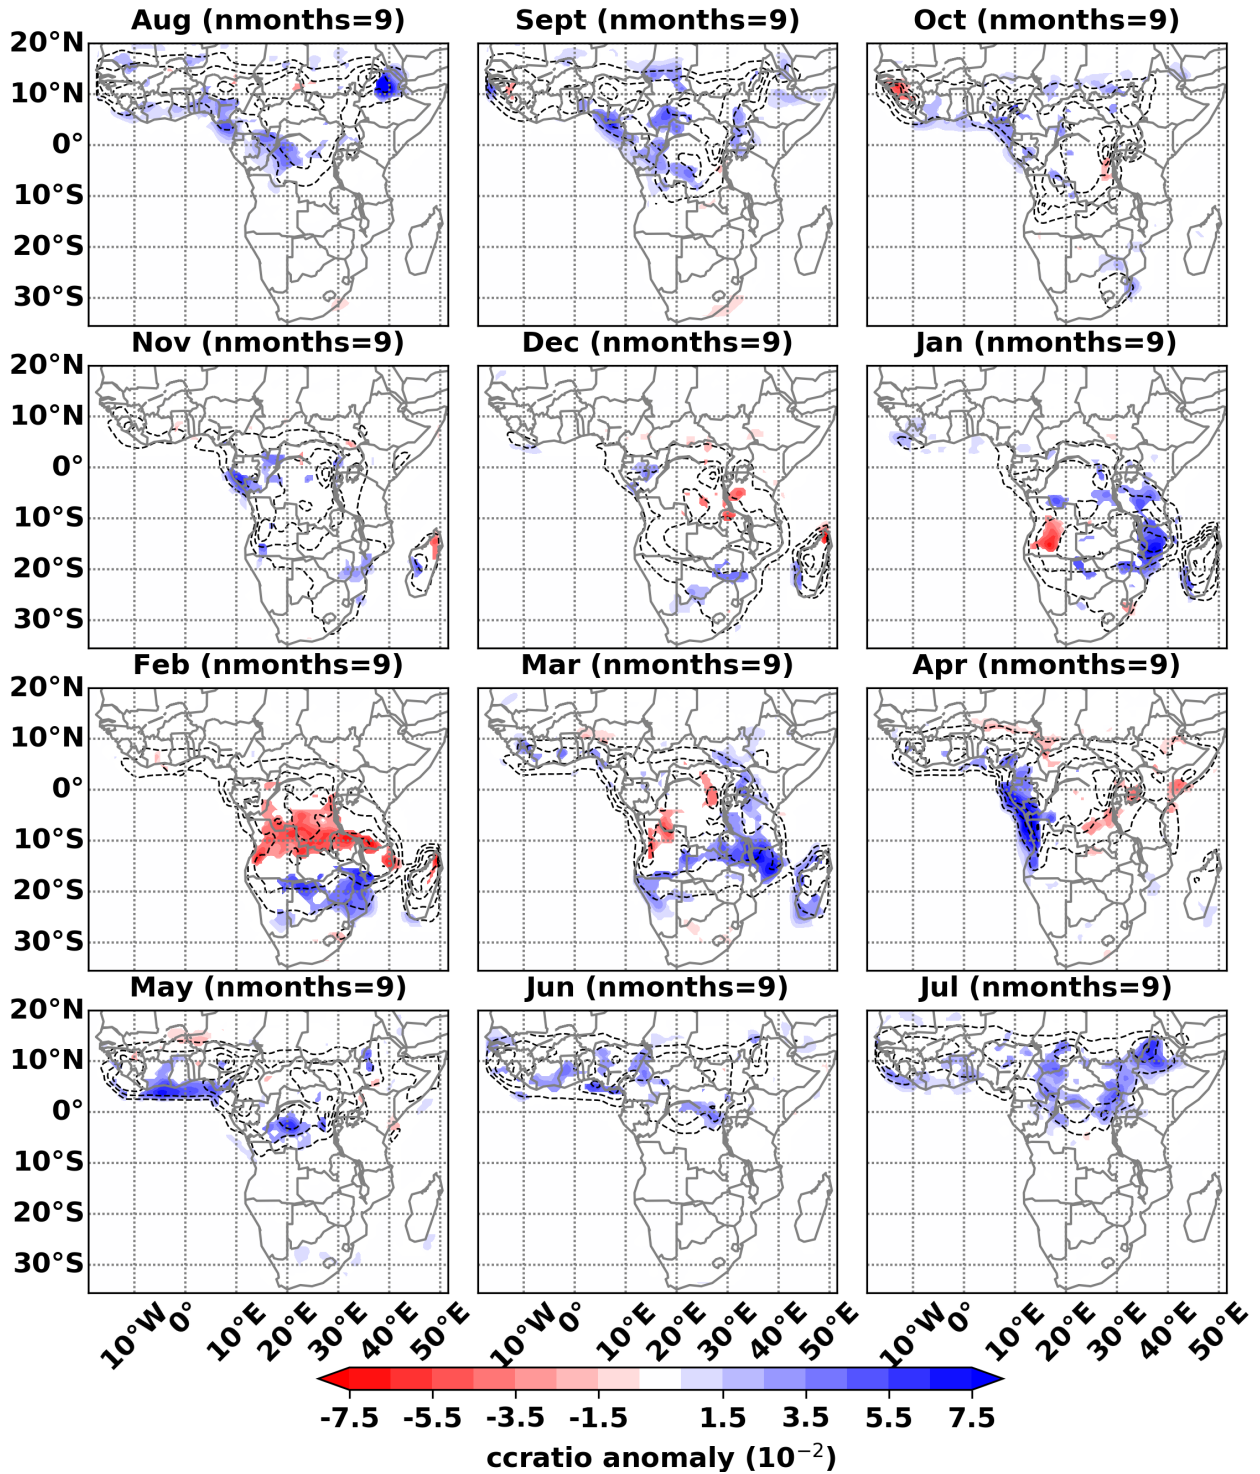 Aug (nmonths=9) Sept (nmonths=9) Oct (nmonths=9)
20°N
10°N
0°
10°S
20°S
30°S
Nov (nmonths=9) Dec (nmonths=9) Jan (nmonths=9)
20°N
10°N
0°
10°S
20°S
30°S
Feb (nmonths=9) Mar (nmonths=9) Apr (nmonths=9)
20°N
10°N
0°
10°S
20°S
30°S
May (nmonths=9) Jun (nmonths=9) Jul (nmonths=9)
20°N
10°N
0°
10°S
20°S
30°S
10°W 0° 10°E 20°E 30°E 40°E 50°E 10°W 0° 10°E 20°E 30°E 40°E 50°E 10°W 0° 10°E 20°E 30°E 40°E 50°E
-7.5 -5.5 -3.5 -1.5 1.5 3.5 5.5 7.5
ccratio anomaly (10⁻²)